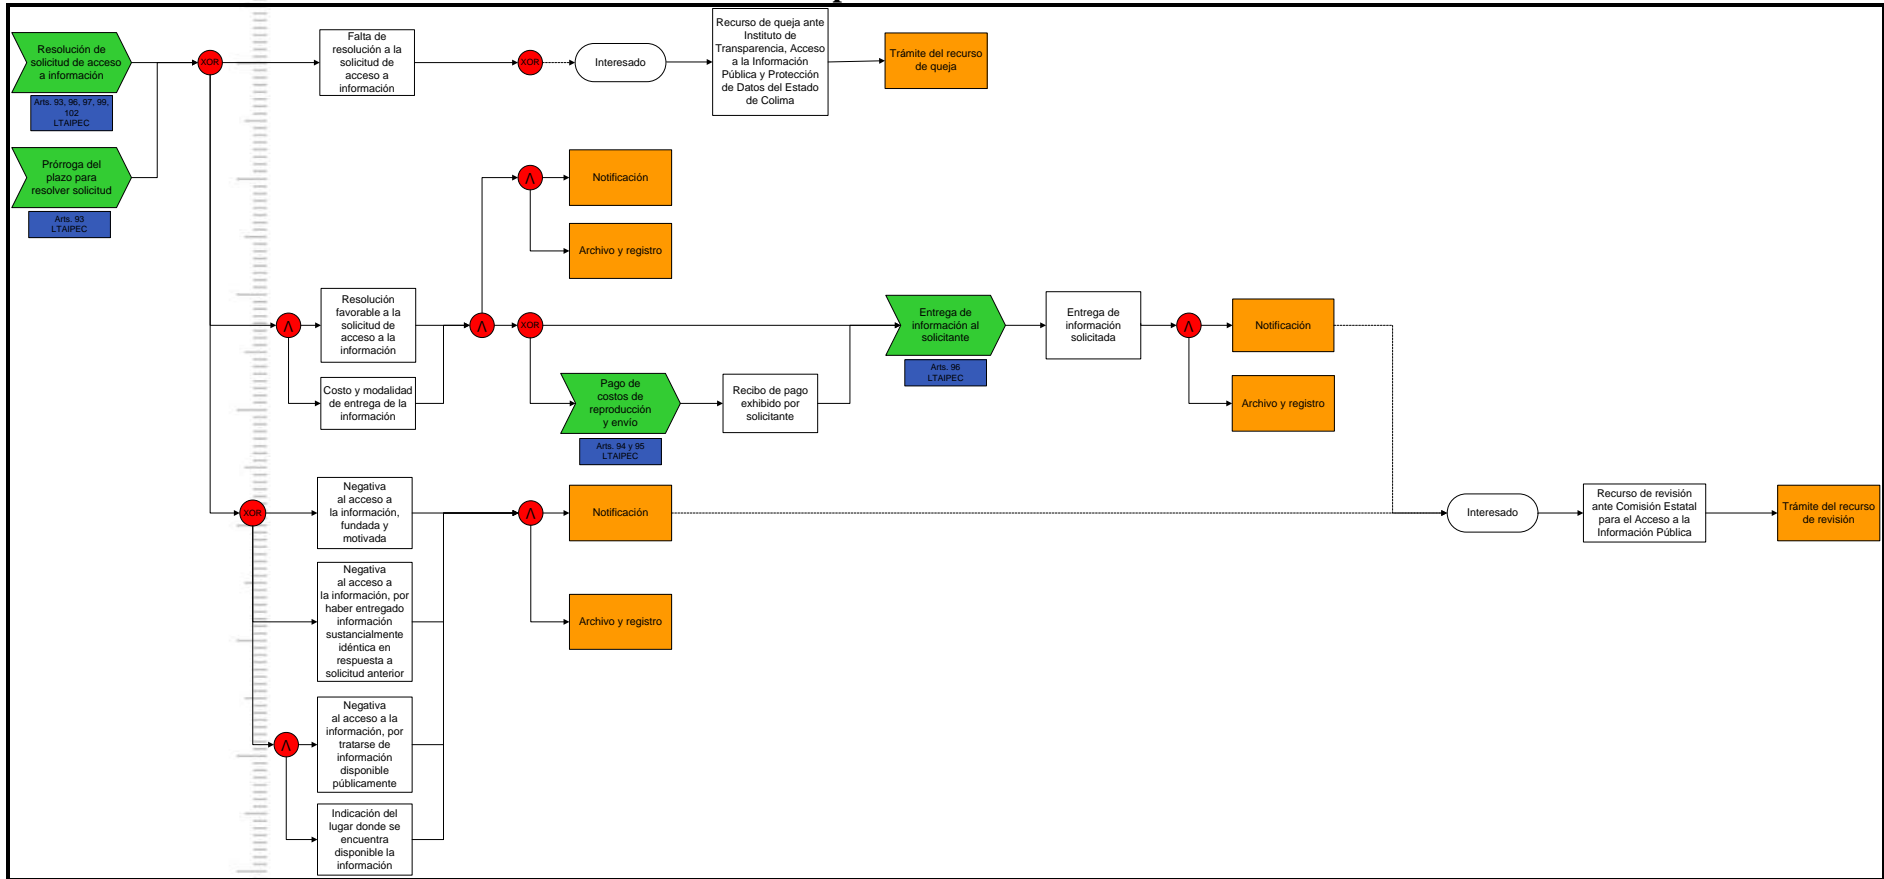 Resolución de
solicitud de acceso
a información
Arts. 93, 96, 97, 99,
102
LTAIPEC
Prórroga del
plazo para
resolver solicitud
Arts. 93
LTAIPEC
XOR
Falta de
resolución a la
solicitud de
acceso a
información
XOR
Interesado
Recurso de queja ante
Instituto de
Transparencia, Acceso
a la Información
Pública y Protección
de Datos del Estado
de Colima
Trámite del recurso
de queja
Λ
Notificación
Archivo y registro
Λ
Resolución
favorable a la
solicitud de
acceso a la
información
Costo y modalidad
de entrega de la
información
Λ
XOR
Pago de
costos de
reproducción
y envío
Arts. 94 y 95
LTAIPEC
Recibo de pago
exhibido por
solicitante
Entrega de
información al
solicitante
Arts. 96
LTAIPEC
Entrega de
información
solicitada
Λ
Notificación
Archivo y registro
XOR
Negativa
al acceso a
la información,
fundada y
motivada
Negativa
al acceso a
la información, por
haber entregado
información
sustancialmente
idéntica en
respuesta a
solicitud anterior
Λ
Negativa
al acceso a la
información, por
tratarse de
información
disponible
públicamente
Indicación del
lugar donde se
encuentra
disponible la
información
Λ
Notificación
Archivo y registro
Interesado
Recurso de revisión
ante Comisión Estatal
para el Acceso a la
Información Pública
Trámite del recurso
de revisión